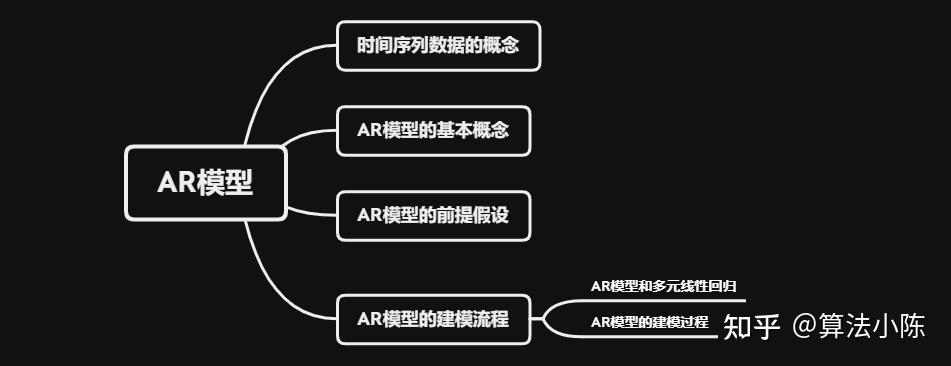 时间序列数据的概念
AR模型的基本概念
AR模型
AR模型的前提假设
AR模型的建模流程
AR模型和多元线性回归
AR模型的建模过程
知乎 @算法小陈